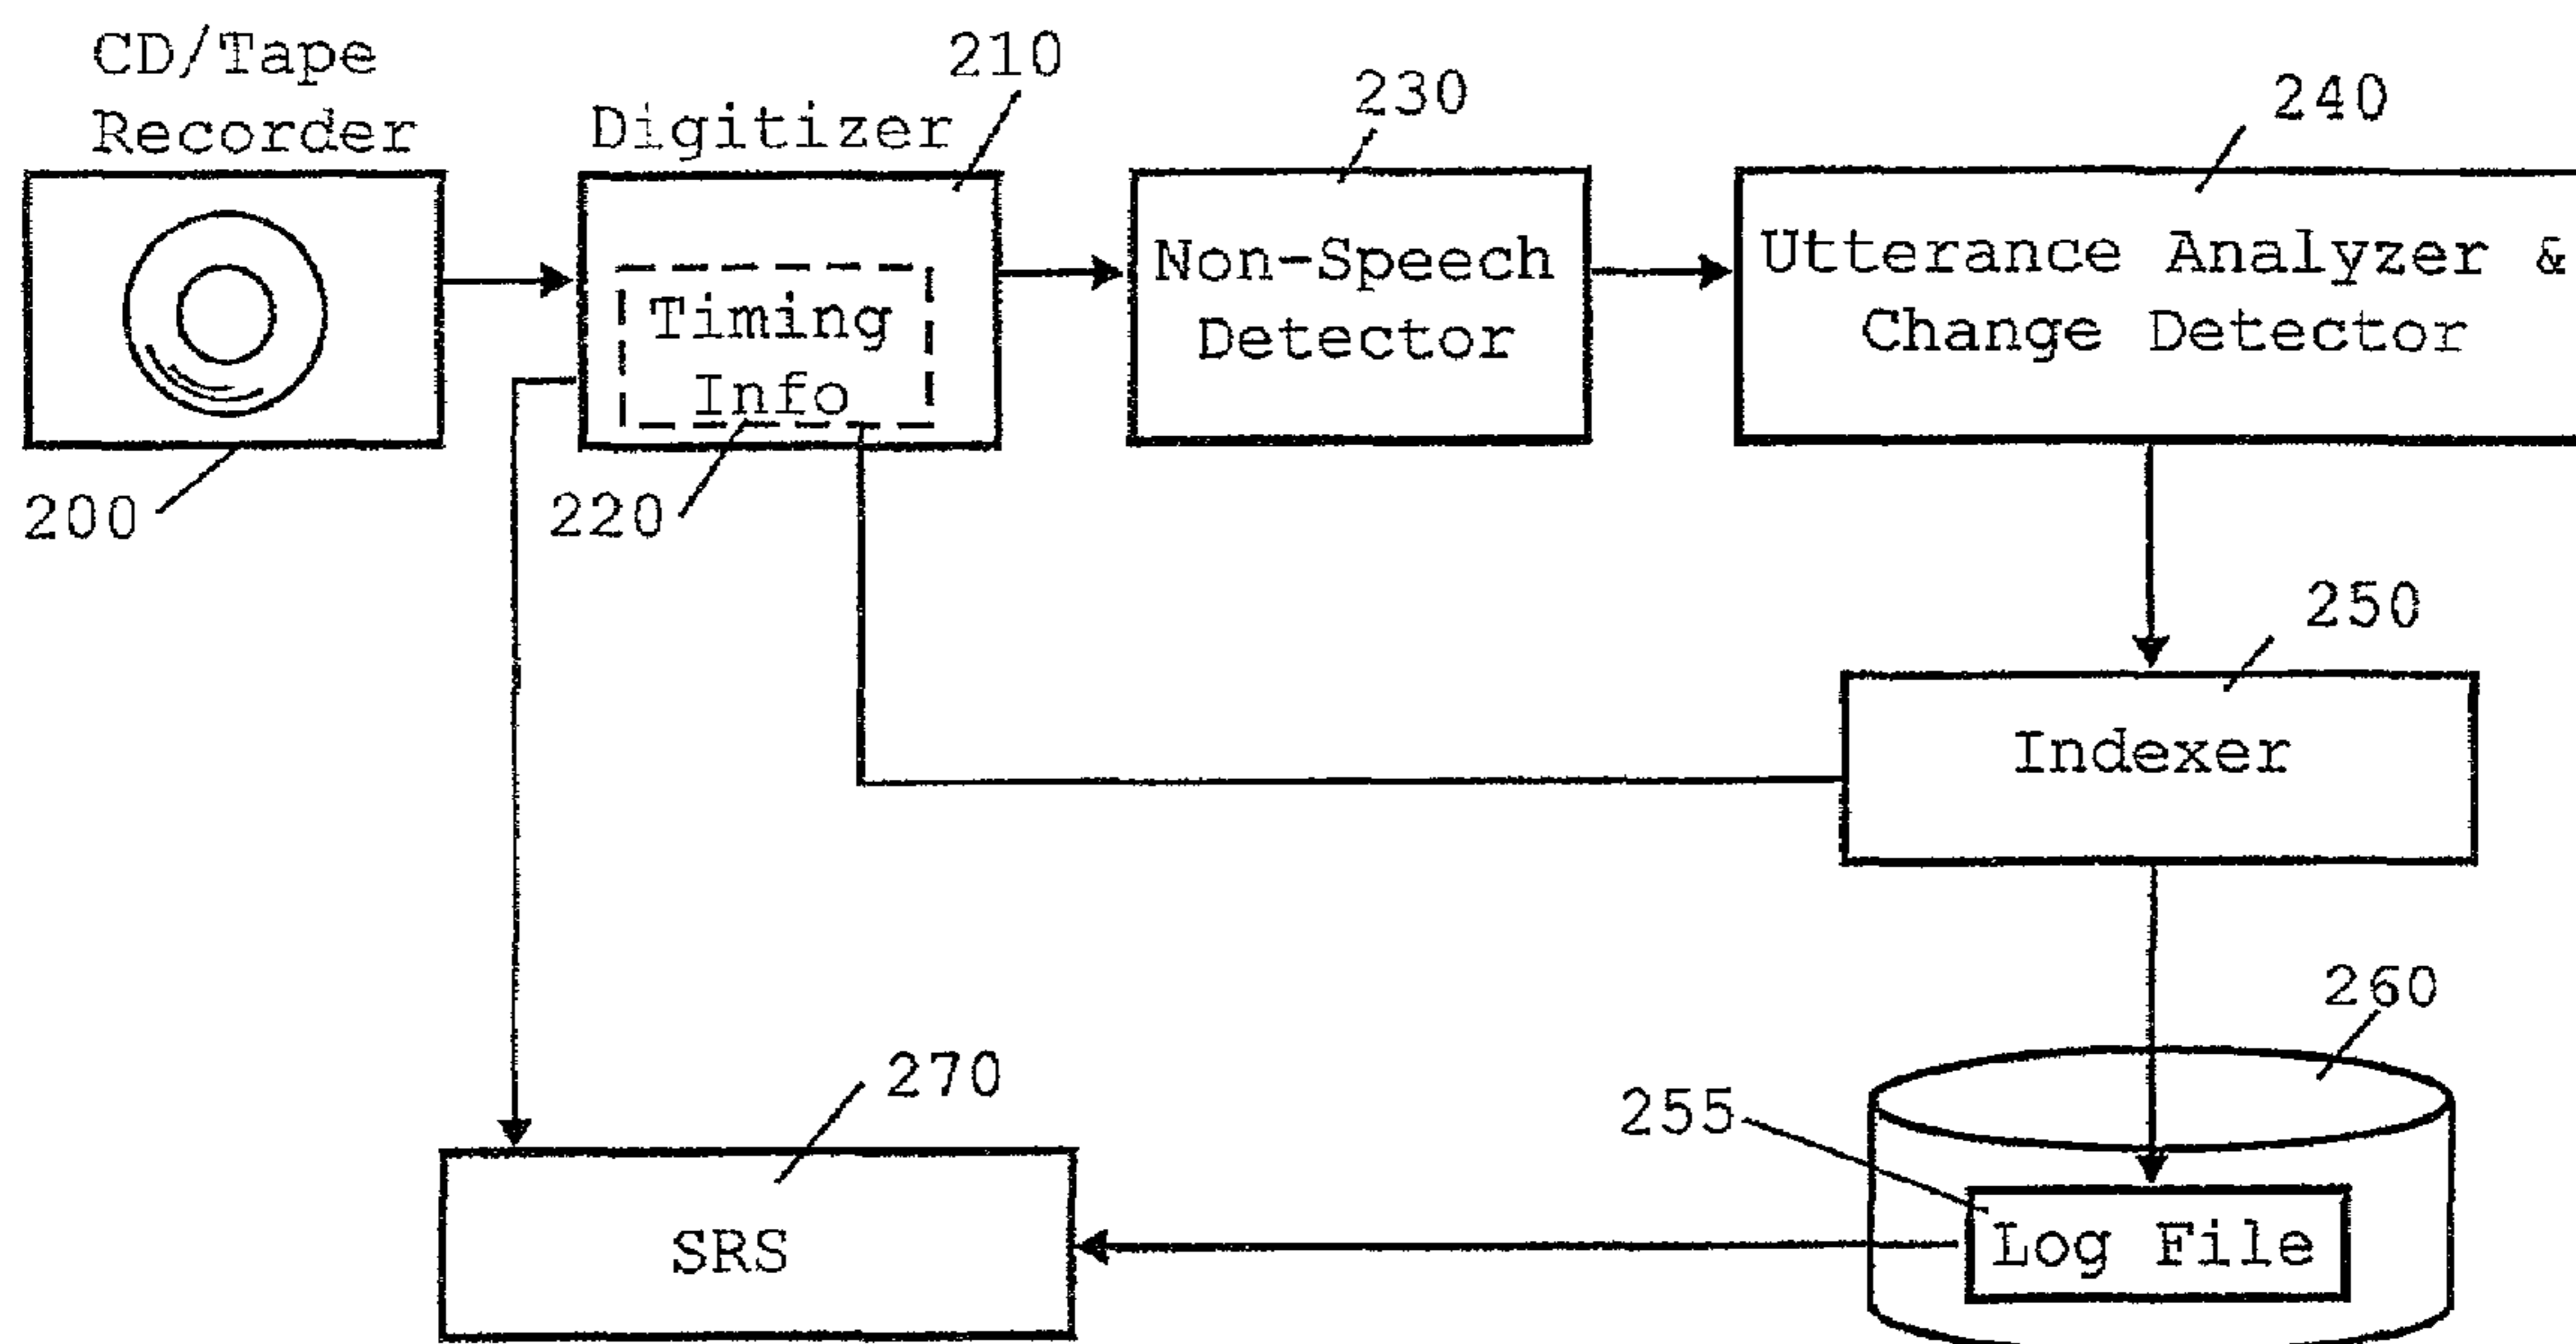 CD/Tape
Recorder
200
Digitizer
210
Timing
Info
220
230
Non-Speech
Detector
240
Utterance Analyzer &
Change Detector
250
Indexer
260
255
Log File
270
SRS